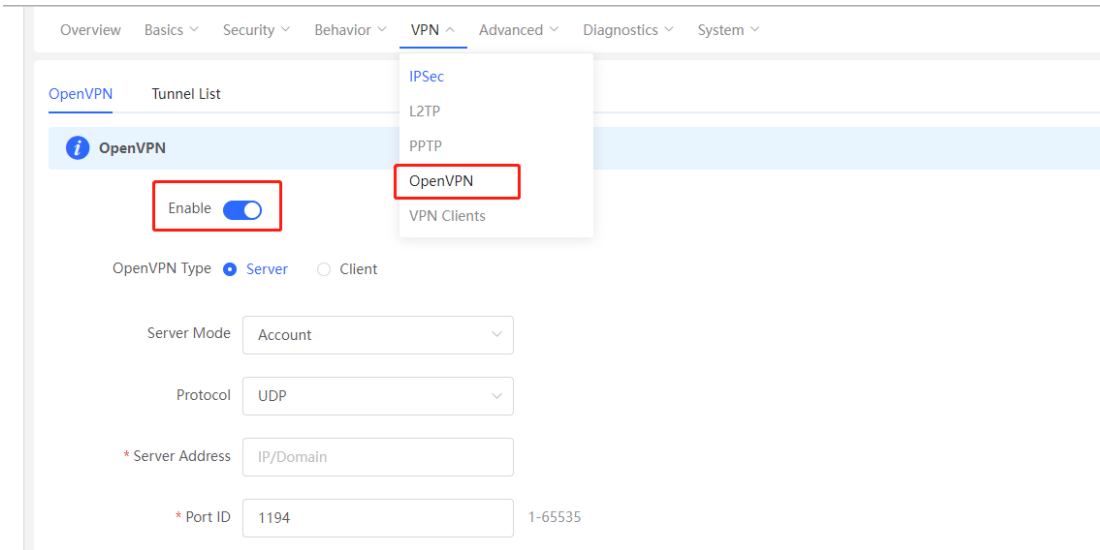 Overview Basics Security Behavior VPN Advanced Diagnostics System
IPSec
OpenVPN Tunnel List
L2TP
OpenVPN
PPTP
OpenVPN
Enable
VPN Clients
OpenVPN Type Server Client
Server Mode Account
Protocol UDP
* Server Address IP/Domain
* Port ID 1194 1-65535